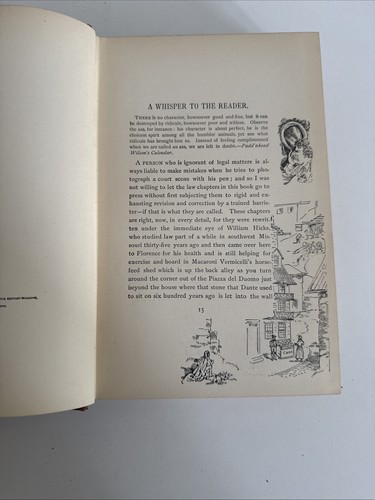 A WHISPER TO THE READER.
THERE is no character, howsoever good and fine, but it can
be destroyed by ridicule, howsoever poor and witless. Observe
the ass, for instance: his character is about perfect, he is the
choicest spirit among all the humbler animals, yet see what
ridicule has brought him to. Instead of feeling complimented
when we are called an ass, we are left in doubt.—Pudd'nhead
Wilson's Calendar.
A PERSON who is ignorant of legal matters is al-
ways liable to make mistakes when he tries to pho-
tograph a court scene with his pen; and so I was
not willing to let the law chapters in this book go to
press without first subjecting them to rigid and ex-
hausting revision and correction by a trained barris-
ter—if that is what they are called. These chapters
are right, now, in every detail, for they were rewrit-
ten under the immediate eye of William Hicks,
who studied law part of a while in southwest Mis-
souri thirty-five years ago and then came over here
to Florence for his health and is still helping for
exercise and board in Macaroni Vermicelli's horse-
feed shed which is up the back alley as you turn
around the corner out of the Piazza del Duomo just
beyond the house where that stone that Dante used
to sit on six hundred years ago is let into the wall
15